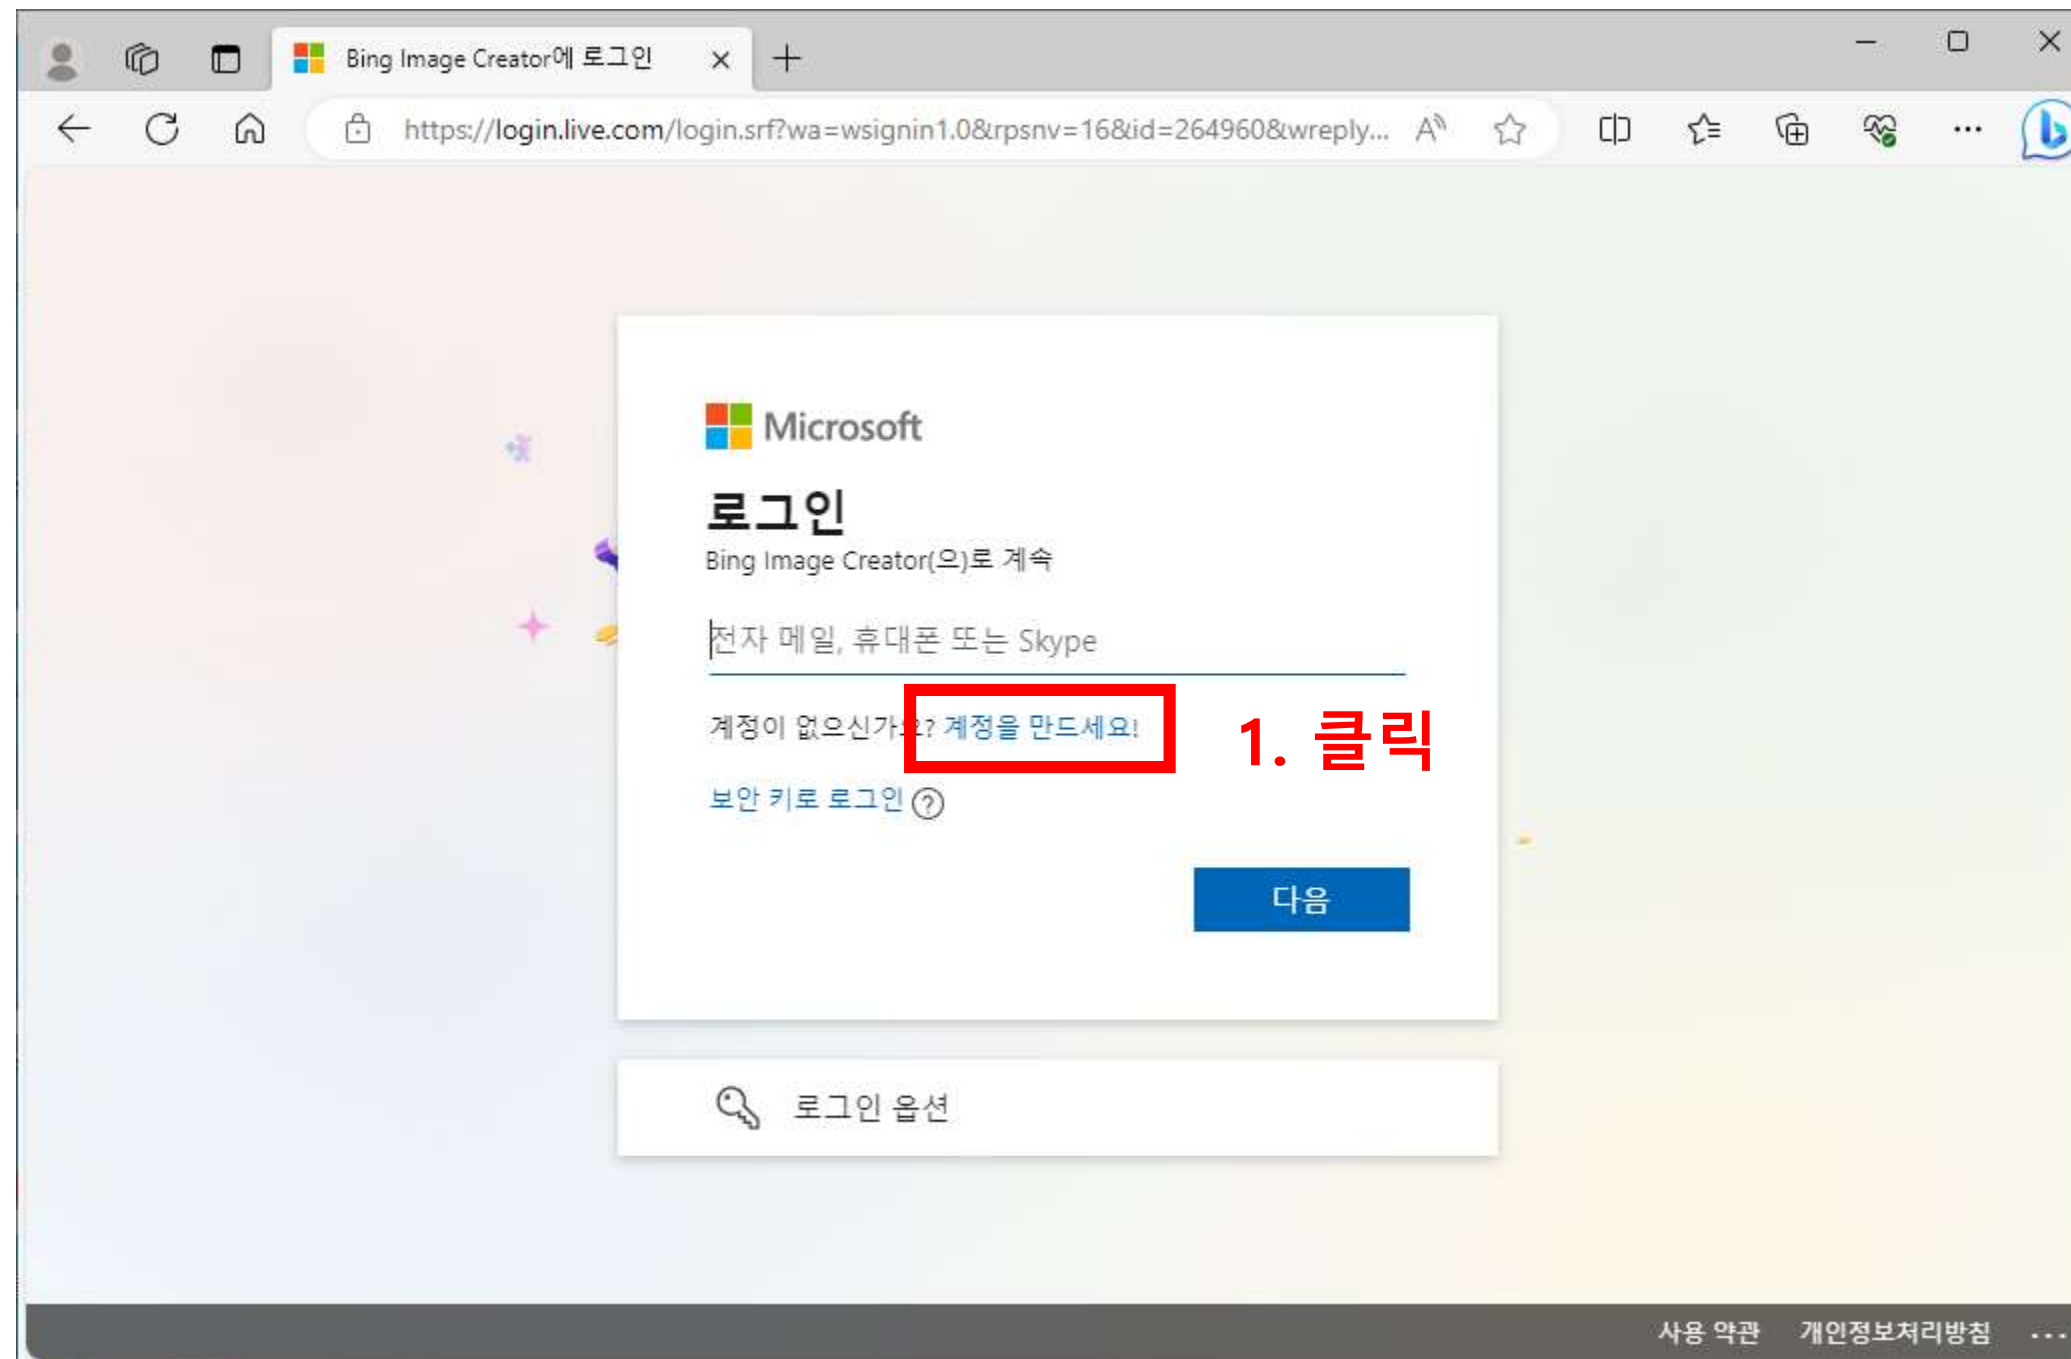 Bing Image Creator에 로그인
https://login.live.com/login.srf?wa=wsignin1.0&rpsnv=16&id=264960&wreply...
Microsoft
로그인
Bing Image Creator(으)로 계속
전자 메일, 휴대폰 또는 Skype
계정이 없으신가요? 계정을 만드세요!
1. 클릭
보안 키로 로그인
다음
로그인 옵션
사용 약관 개인정보처리방침 ...